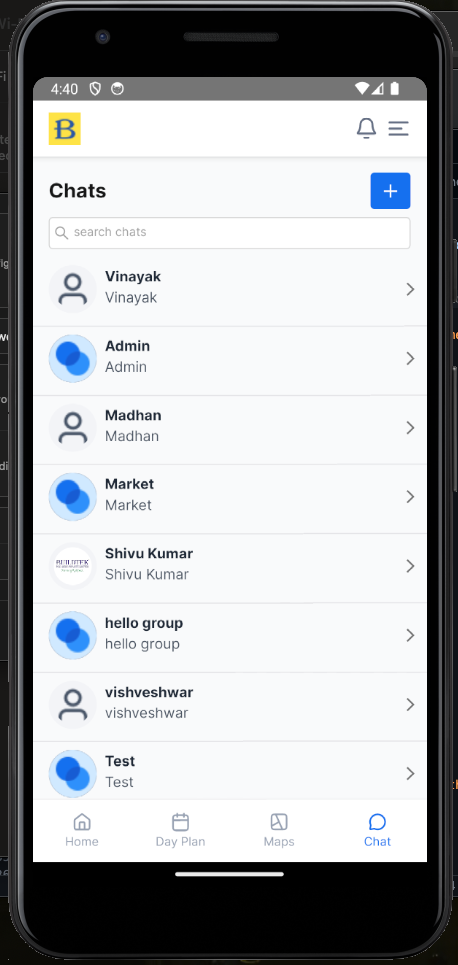 4:40
B
Chats
+
search chats
Vinayak
Vinayak
Admin
Admin
Madhan
Madhan
Market
Market
BUILDTEK
Shivu Kumar
Shivu Kumar
hello group
hello group
vishveshwar
vishveshwar
Test
Test
Home
Day Plan
Maps
Chat